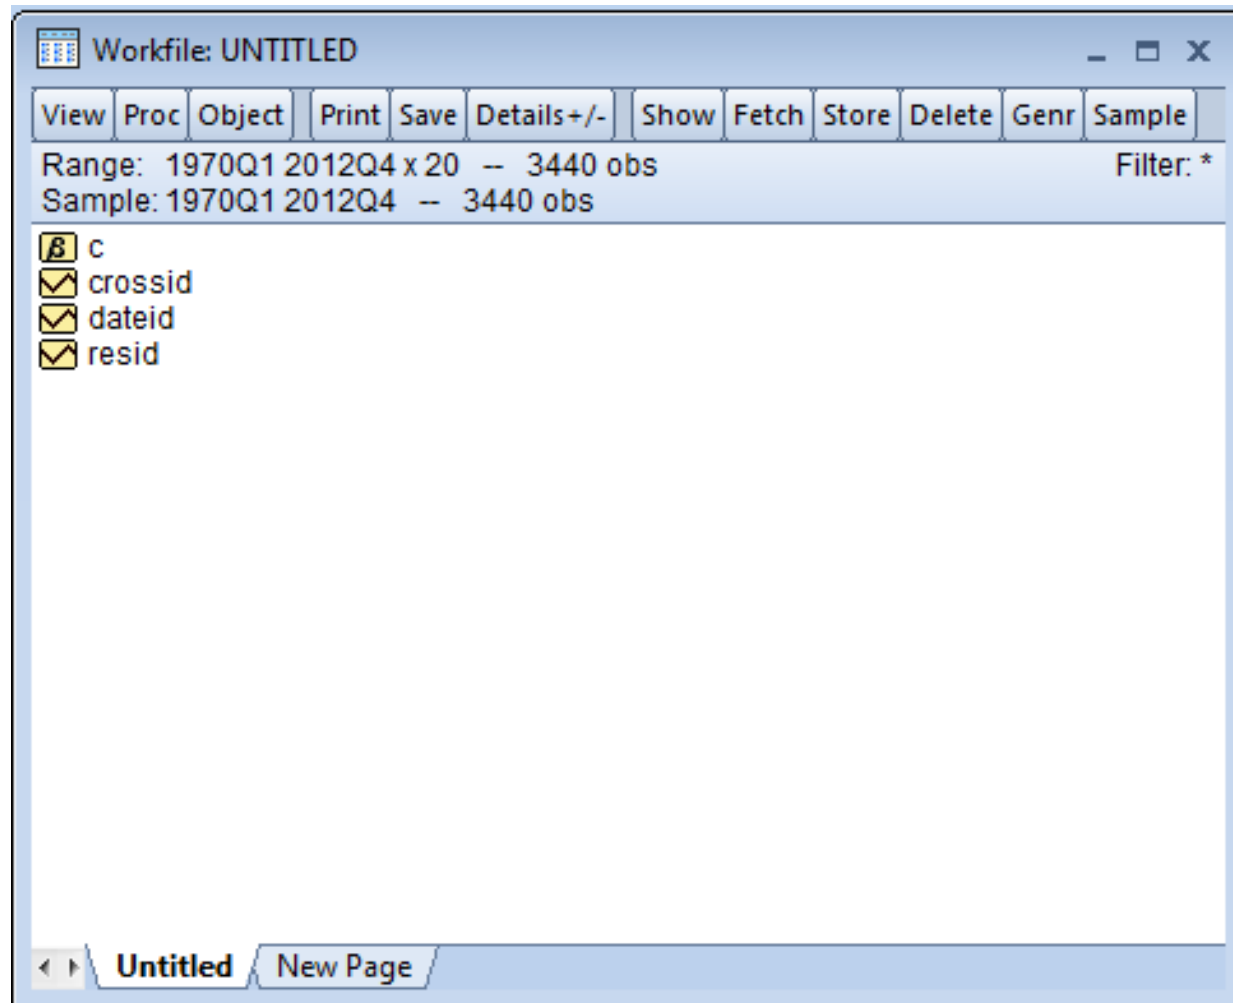 Workfile: UNTITLED
View Proc Object Print Save Details+/- Show Fetch Store Delete Genr Sample
Range: 1970Q1 2012Q4 x 20 -- 3440 obs Filter: *
Sample: 1970Q1 2012Q4 -- 3440 obs
β c
crossid
dateid
resid
Untitled New Page